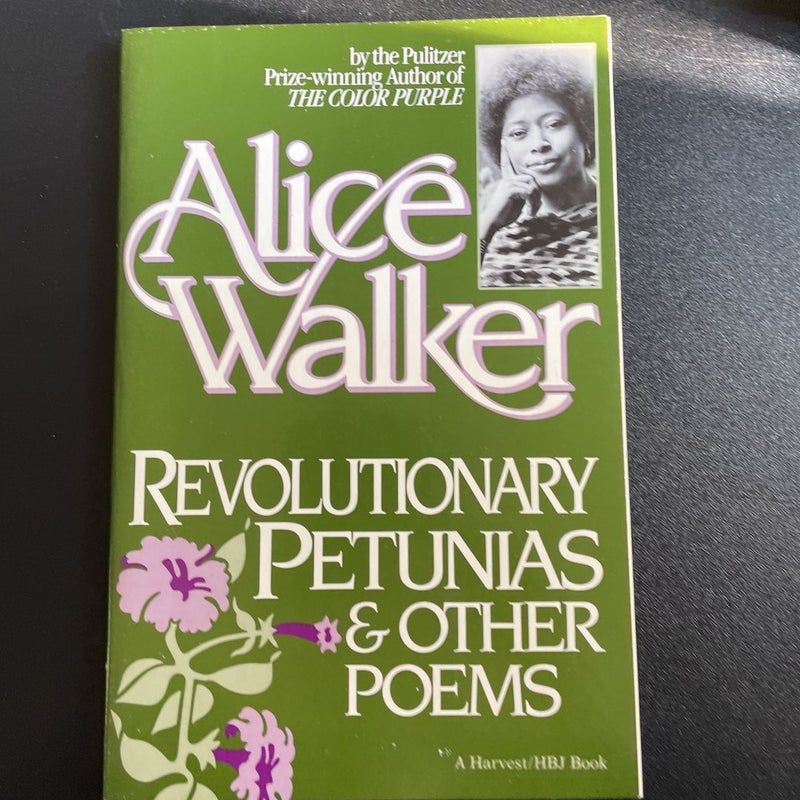 by the Pulitzer
Prize-winning Author of
THE COLOR PURPLE
Alice
Walker
REVOLUTIONARY
PETUNIAS
& OTHER
POEMS
A Harvest/HBJ Book